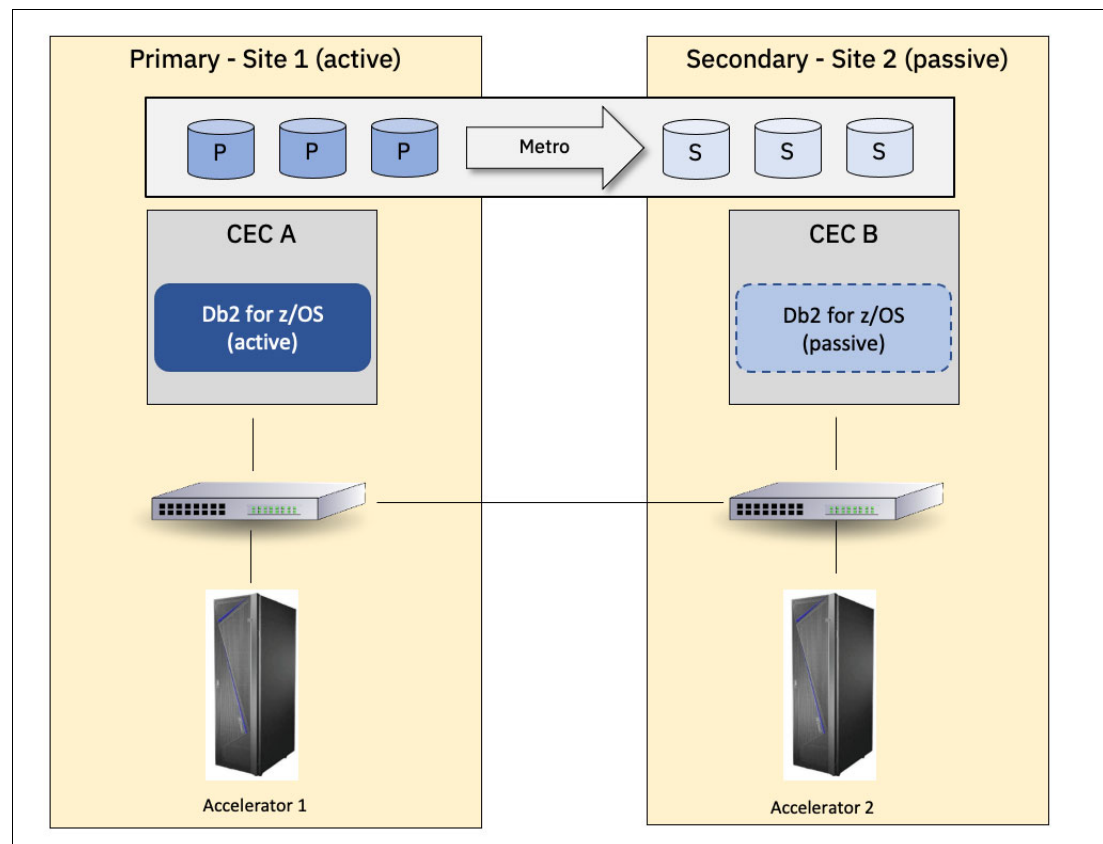 Primary - Site 1 (active)
Secondary - Site 2 (passive)
P
P
P
Metro
S
S
S
CEC A
CEC B
Db2 for z/OS
(active)
Db2 for z/OS
(passive)
Accelerator 1
Accelerator 2